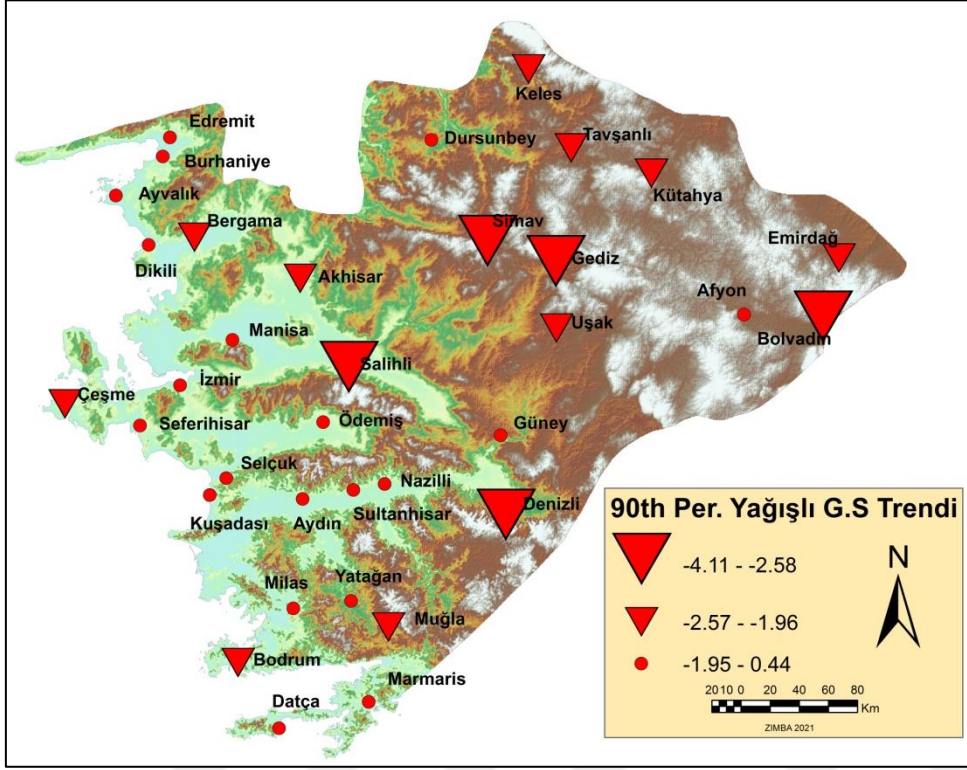 Keles
Edremit
Dursunbey
Tavşanlı
Burhaniye
Kütahya
Ayvalık
Bergama
Simav
Emirdağ
Dikili
Gediz
Akhisar
Afyon
Uşak
Bolvadin
Manisa
Salihli
İzmir
Çeşme
Seferihisar
Ödemiş
Güney
Selçuk
Nazilli
Denizli
Kuşadası
Aydın
Sultanhisar
Milas
Yatağan
Muğla
Bodrum
Marmaris
Datça
90th Per. Yağışlı G.S Trendi
-4.11 - -2.58
-2.57 - -1.96
-1.95 - 0.44
N
20 10 0 20 40 60 80
Km
ZIMBA 2021